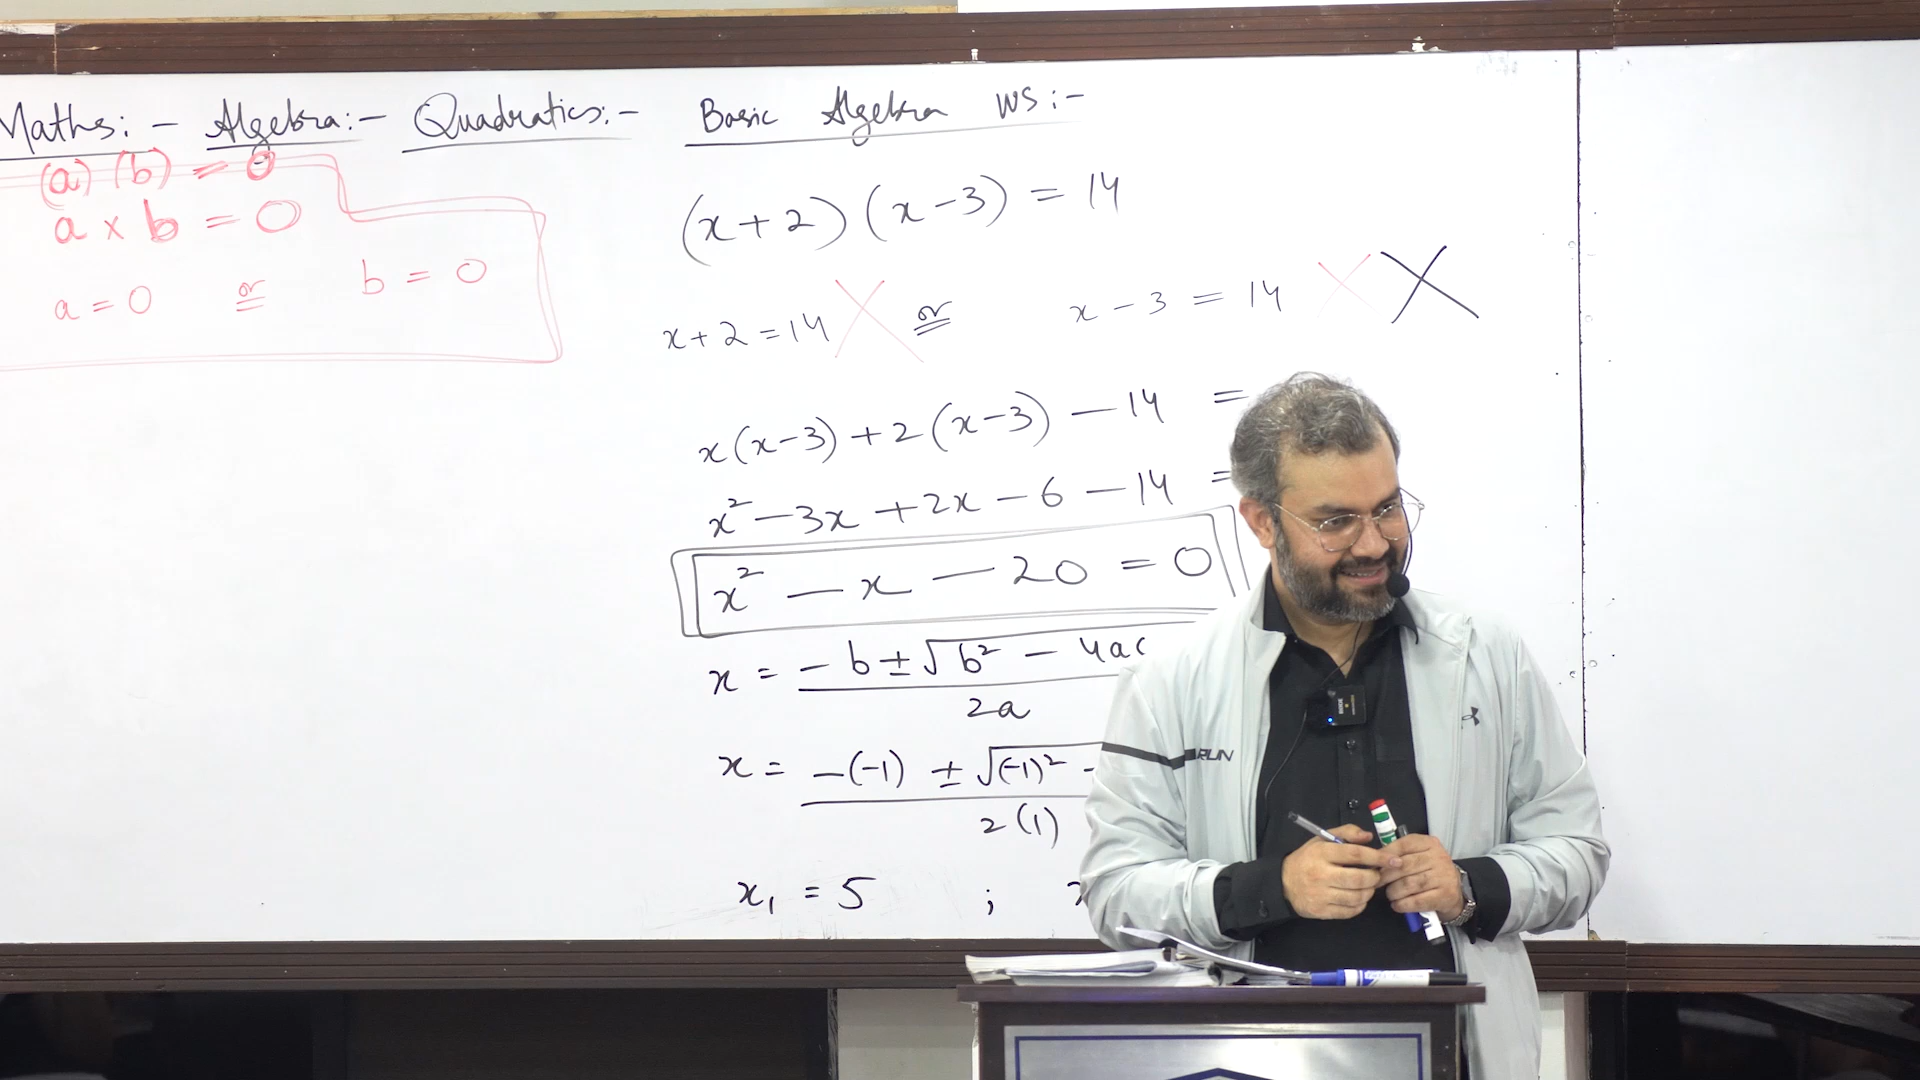 Maths:- Algebra:- Quadratics:- Basic Algebra WS:-
(a) (b) = 0
a x b = 0
a = 0 or b = 0
(x+2)(x-3) = 14
x+2 = 14 or x-3 = 14
x(x-3)+2(x-3) - 14 =
x² - 3x + 2x - 6 - 14 =
x² - x - 20 = 0
x = -b ± √b² - 4ac
2a
x = -(-1) ± √(-1)² -
2(1)
x₁ = 5 ;
RUN